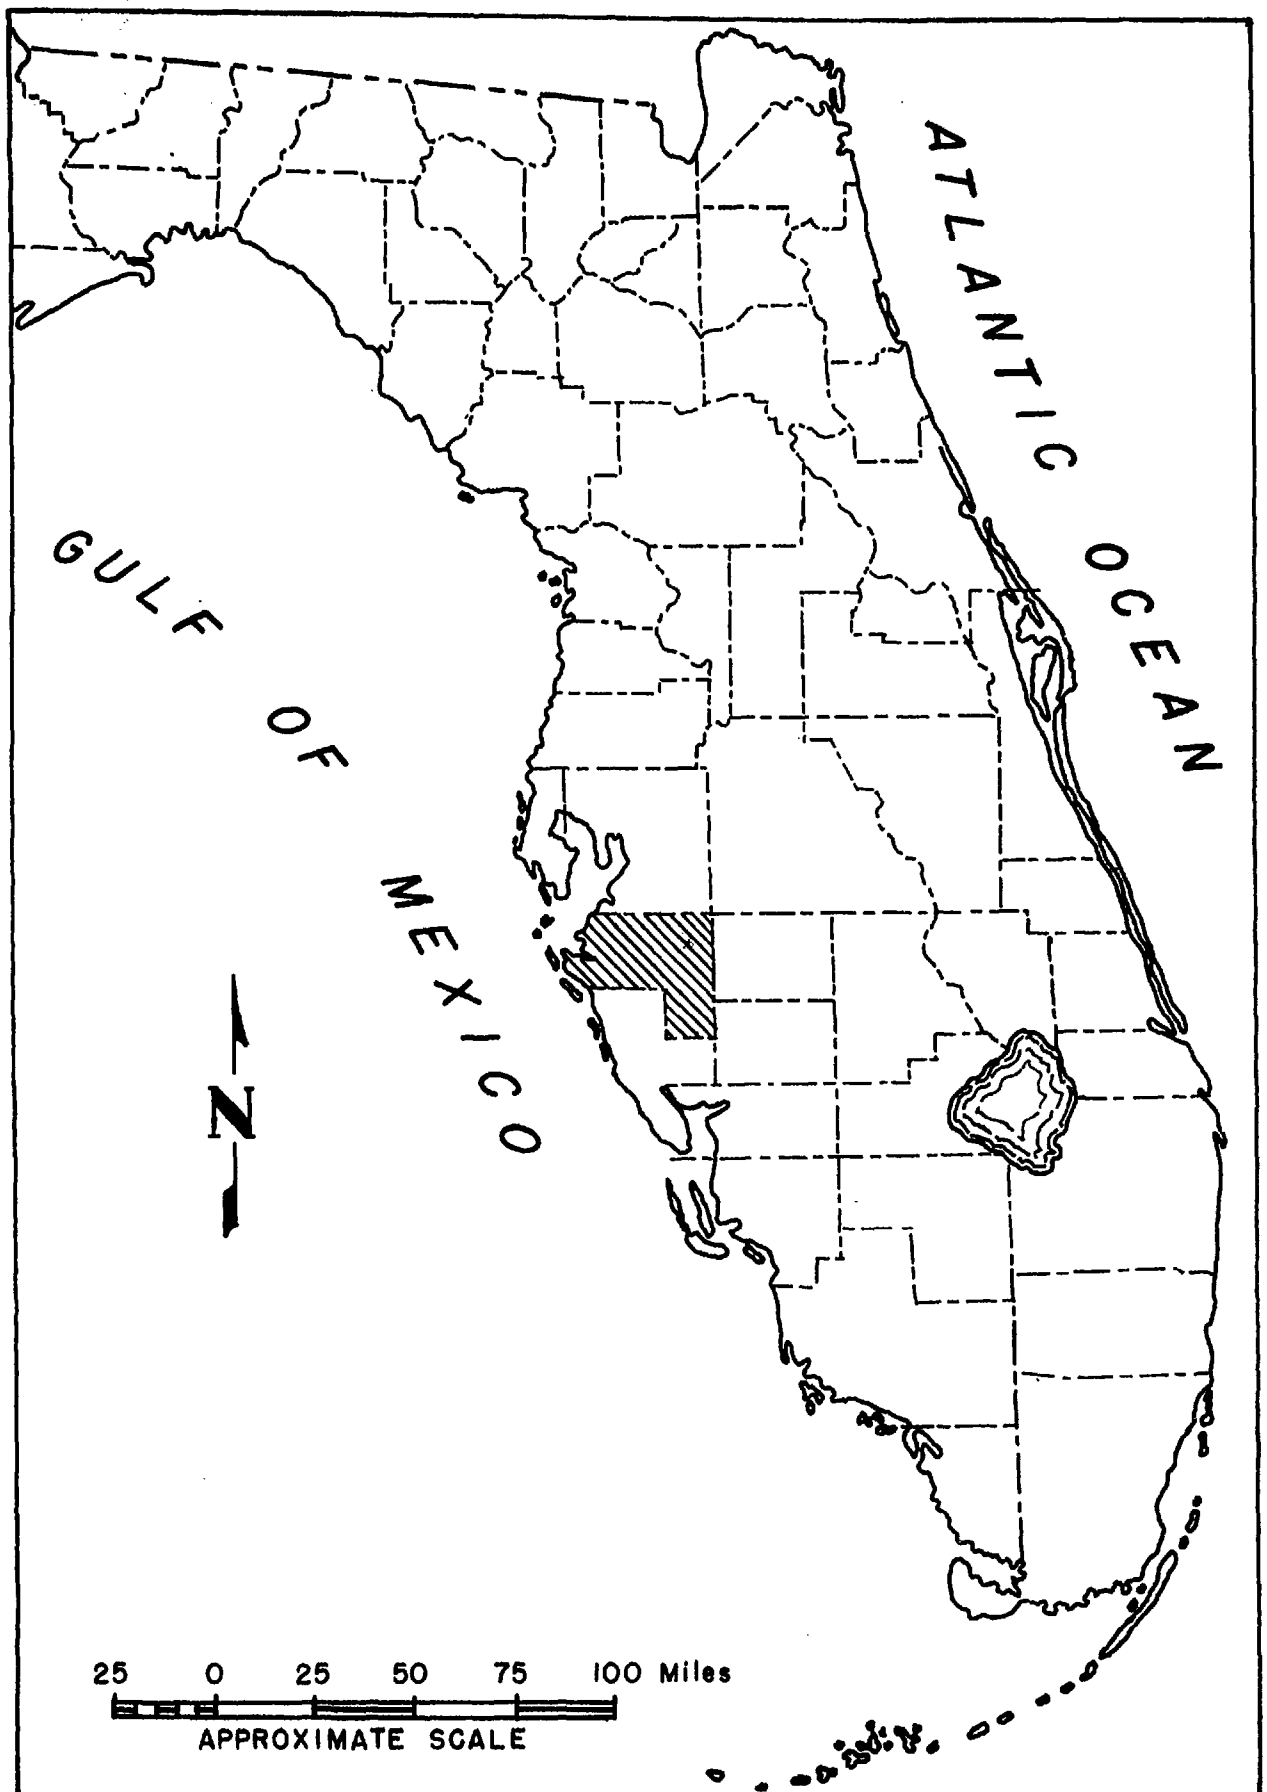 ATLANTIC OCEAN
GULF OF MEXICO
N
25 0 25 50 75 100 Miles
APPROXIMATE SCALE